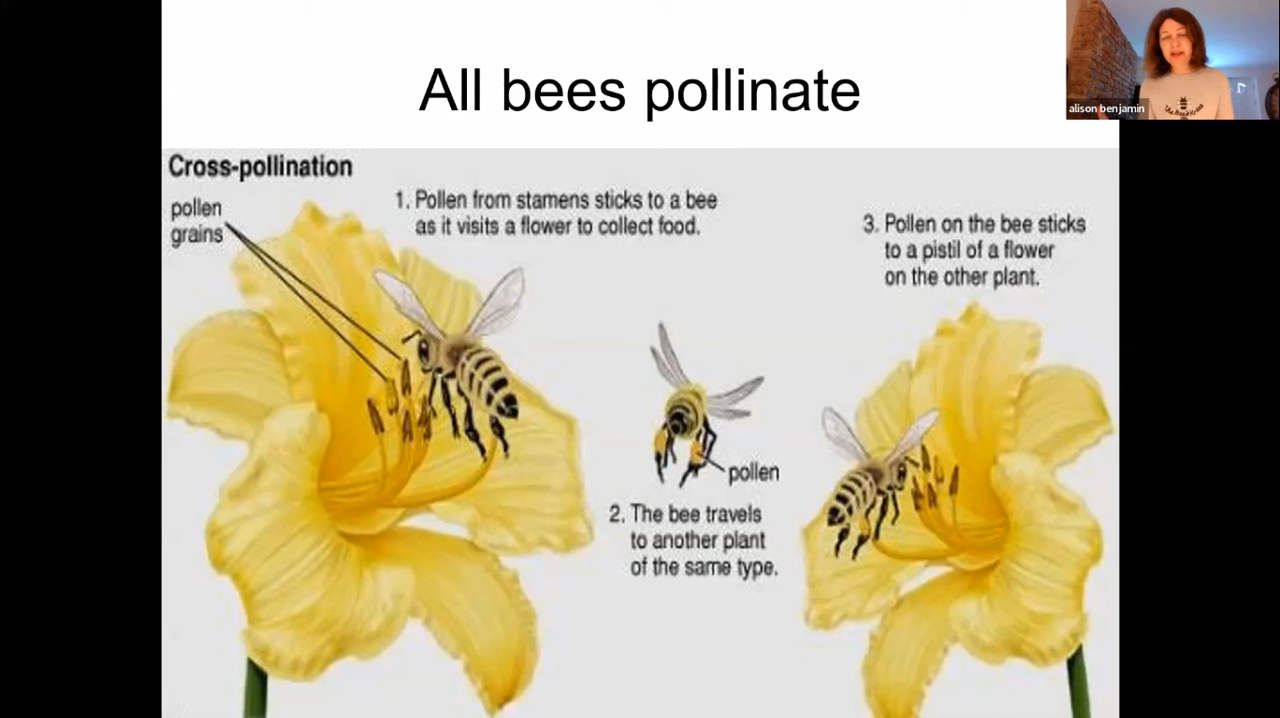 All bees pollinate
alison benjamin
Cross-pollination
pollen
grains
1. Pollen from stamens sticks to a bee
as it visits a flower to collect food.
3. Pollen on the bee sticks
to a pistil of a flower
on the other plant.
pollen
2. The bee travels
to another plant
of the same type.